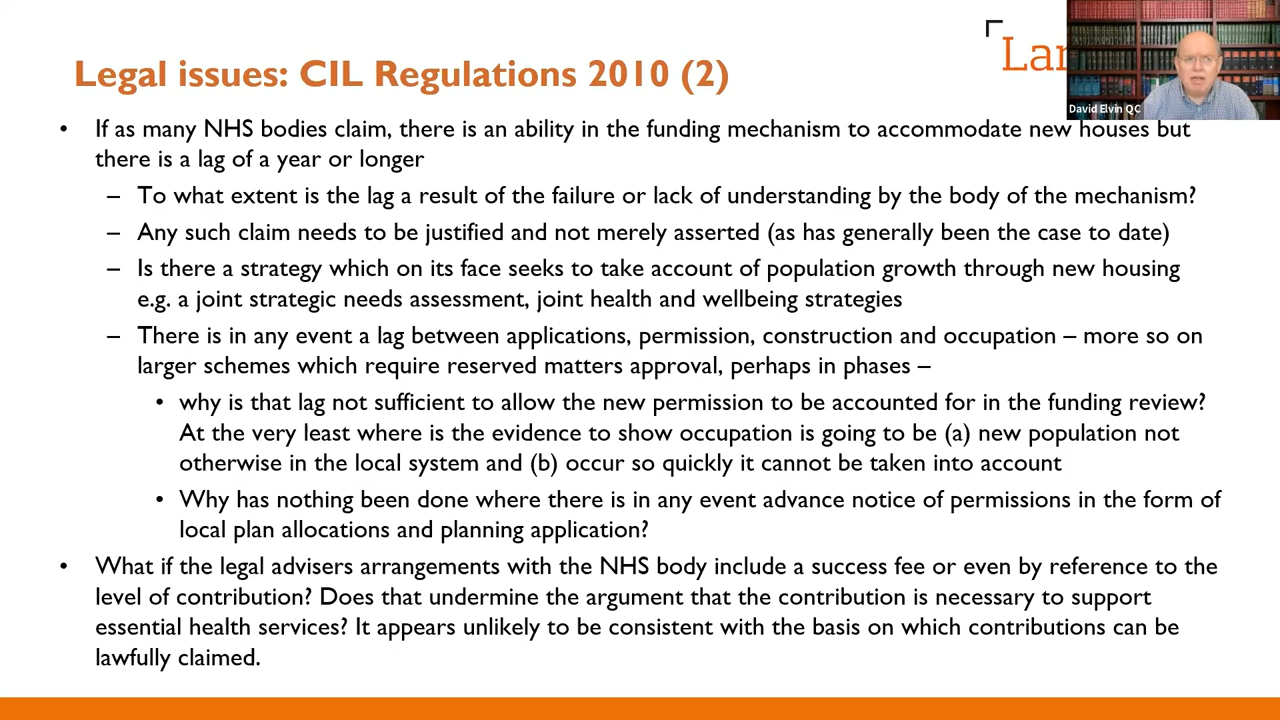 Legal issues: CIL Regulations 2010 (2)
David Elvin QC
• If as many NHS bodies claim, there is an ability in the funding mechanism to accommodate new houses but
there is a lag of a year or longer
– To what extent is the lag a result of the failure or lack of understanding by the body of the mechanism?
– Any such claim needs to be justified and not merely asserted (as has generally been the case to date)
– Is there a strategy which on its face seeks to take account of population growth through new housing
e.g. a joint strategic needs assessment, joint health and wellbeing strategies
– There is in any event a lag between applications, permission, construction and occupation – more so on
larger schemes which require reserved matters approval, perhaps in phases –
• why is that lag not sufficient to allow the new permission to be accounted for in the funding review?
At the very least where is the evidence to show occupation is going to be (a) new population not
otherwise in the local system and (b) occur so quickly it cannot be taken into account
• Why has nothing been done where there is in any event advance notice of permissions in the form of
local plan allocations and planning application?
• What if the legal advisers arrangements with the NHS body include a success fee or even by reference to the
level of contribution? Does that undermine the argument that the contribution is necessary to support
essential health services? It appears unlikely to be consistent with the basis on which contributions can be
lawfully claimed.